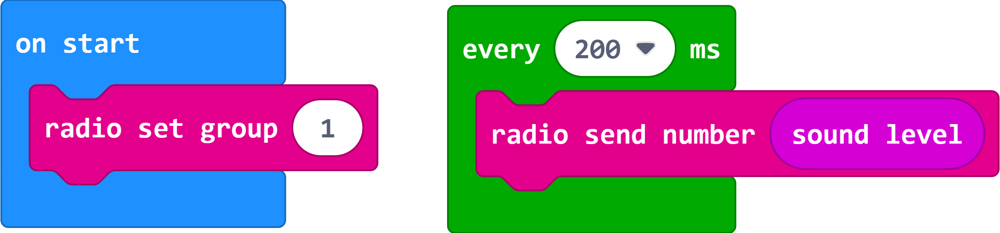 on start
radio set group 1
every 200 ms
radio send number sound level